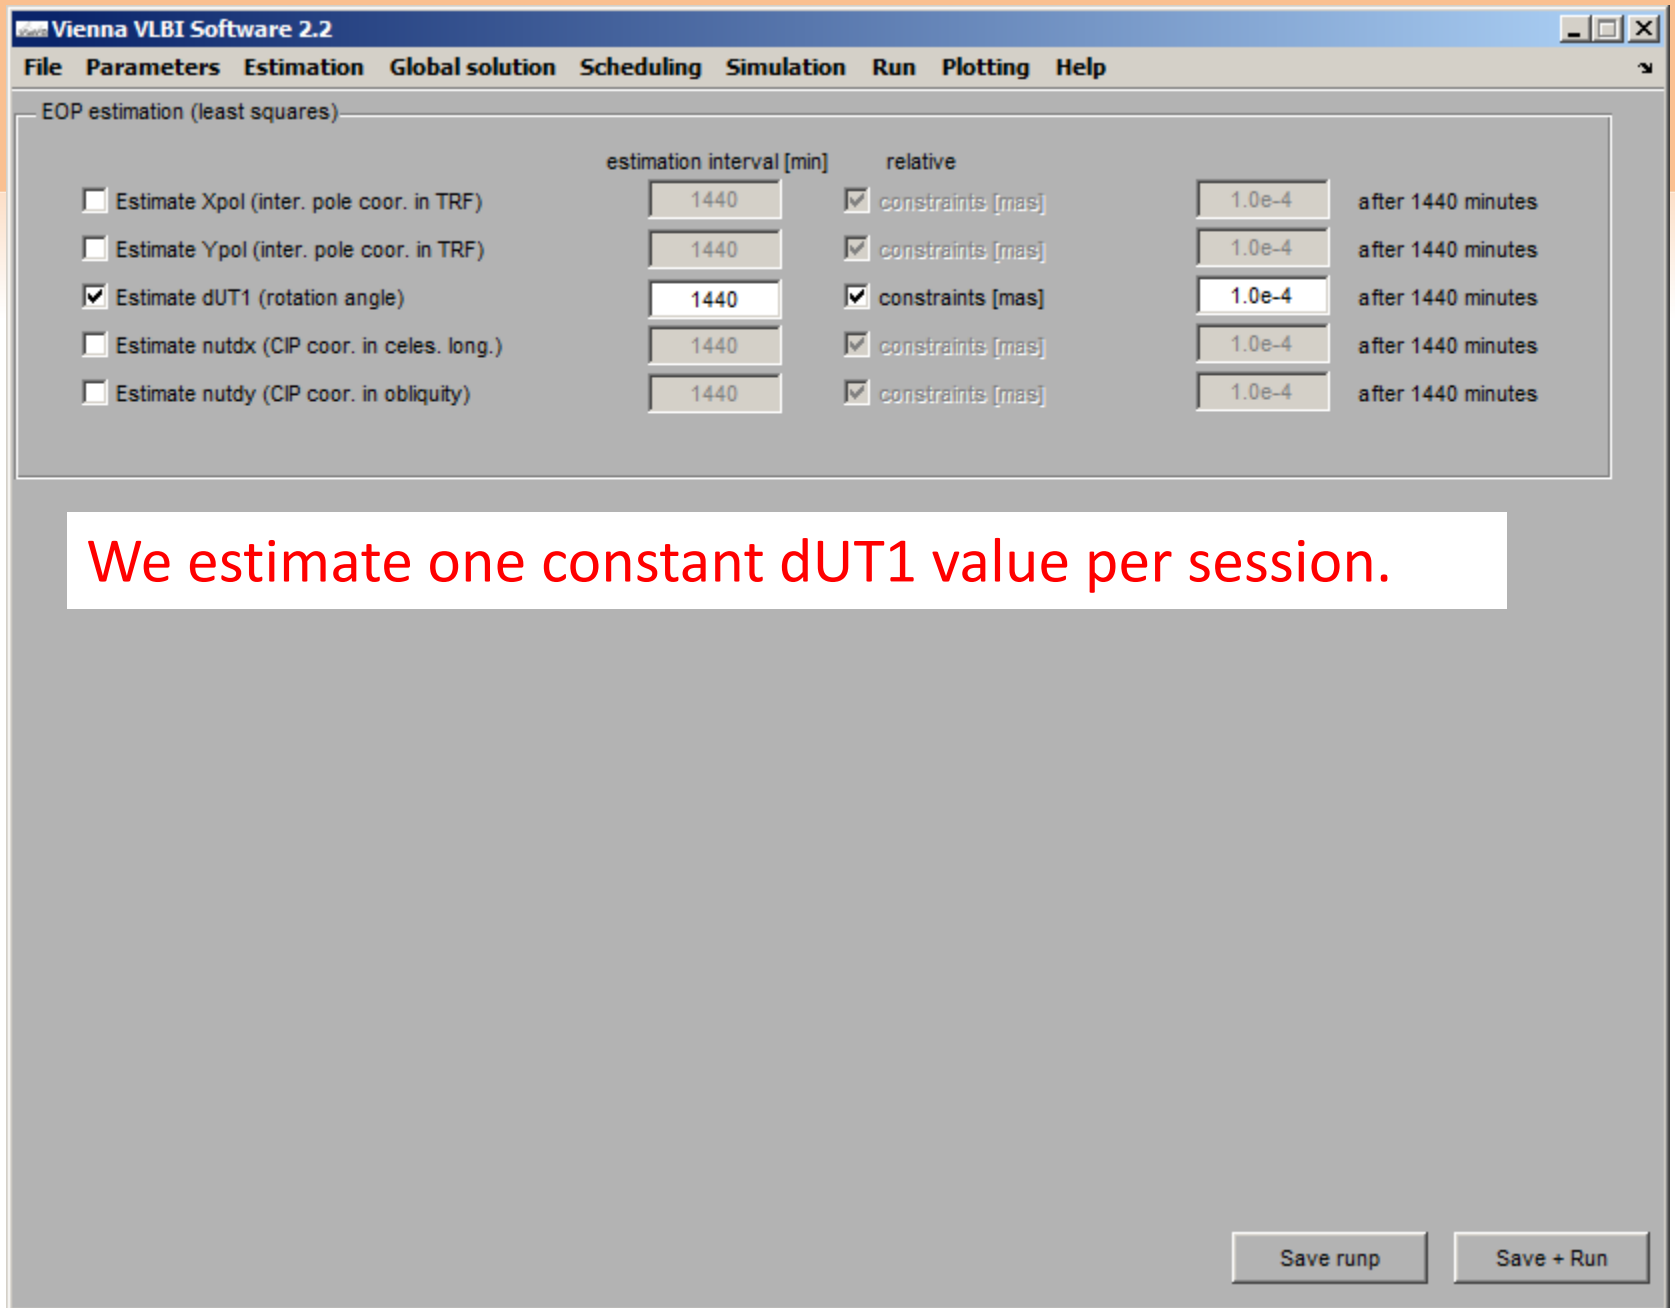 Vienna VLBI Software 2.2
File Parameters Estimation Global solution Scheduling Simulation Run Plotting Help
EOP estimation (least squares)
estimation interval [min] relative
Estimate Xpol (inter. pole coor. in TRF) 1440 constraints [mas] 1.0e-4 after 1440 minutes
Estimate Ypol (inter. pole coor. in TRF) 1440 constraints [mas] 1.0e-4 after 1440 minutes
Estimate dUT1 (rotation angle) 1440 constraints [mas] 1.0e-4 after 1440 minutes
Estimate nutdx (CIP coor. in celes. long.) 1440 constraints [mas] 1.0e-4 after 1440 minutes
Estimate nutdy (CIP coor. in obliquity) 1440 constraints [mas] 1.0e-4 after 1440 minutes
We estimate one constant dUT1 value per session.
Save runp Save + Run